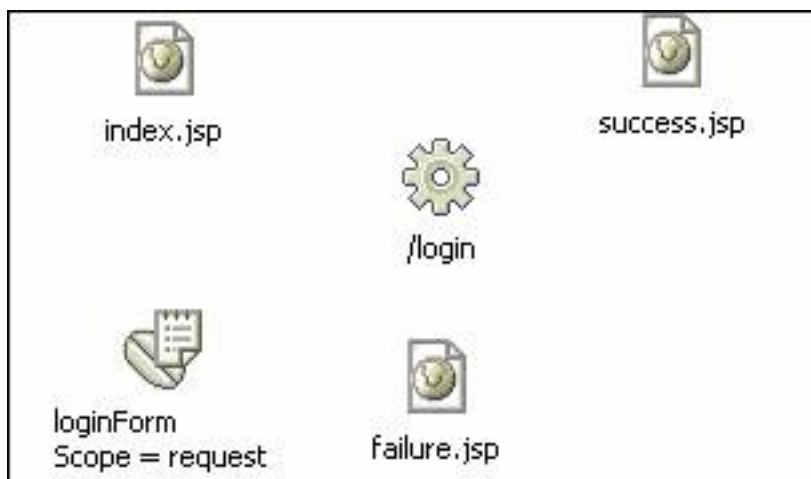 index.jsp
success.jsp
/login
loginForm
Scope = request
failure.jsp